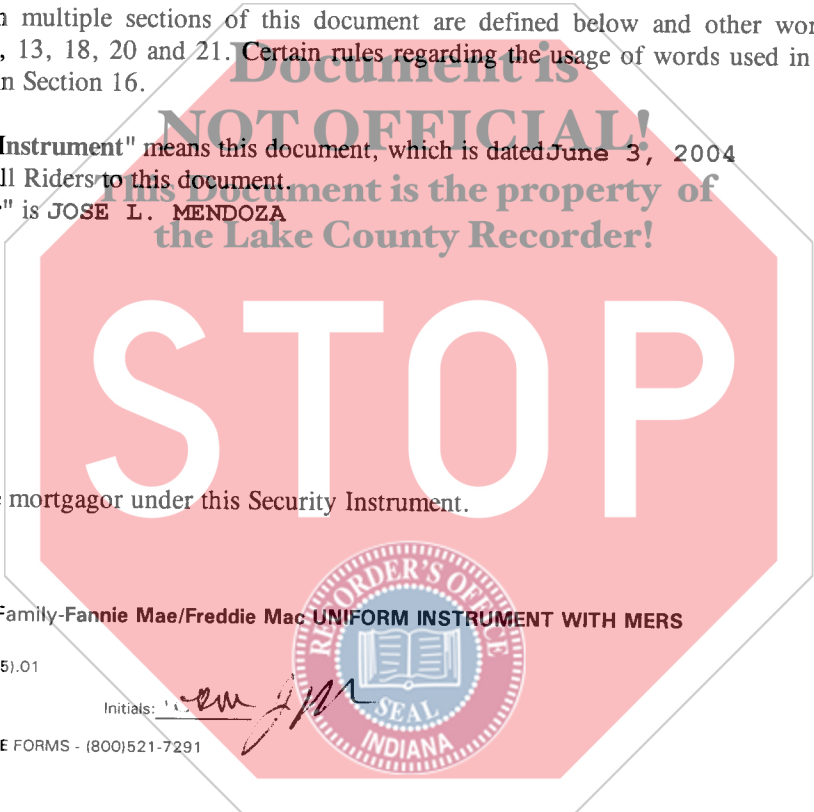 multiple sections of this document are defined below and other
, 13, 18, 20 and 21. Certain rules regarding the usage of words used in
n Section 16.
Document is
NOT OFFICIAL!
Instrument" means this document, which is dated June 3, 2004
ll Riders to this document.
This Document is the property of
" is JOSE L. MENDOZA
the Lake County Recorder!
STOP
mortgagor under this Security Instrument.
RECORDER'S OFFICE
Family-Fannie Mae/Freddie Mac UNIFORM INSTRUMENT WITH MERS
5).01
Initials:
SEAL
INDIANA
E FORMS - (800)521-7291